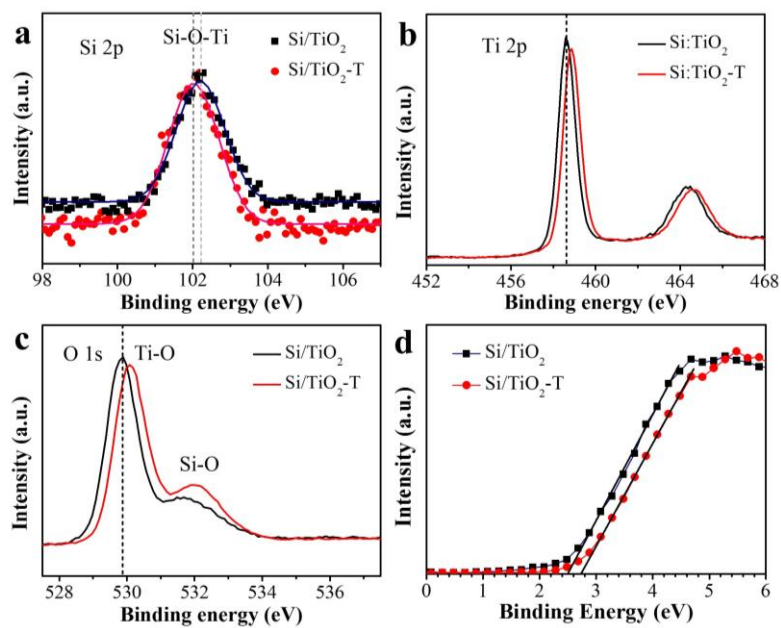 a
Si 2p
Si-O-Ti
Si/TiO2
Si/TiO2-T
Intensity (a.u.)
98 100 102 104 106
Binding energy (eV)
b
Ti 2p
Si:TiO2
Si:TiO2-T
Intensity (a.u.)
452 456 460 464 468
Binding energy (eV)
c
O 1s
Ti-O
Si/TiO2
Si/TiO2-T
Si-O
Intensity (a.u.)
528 530 532 534 536
Binding energy (eV)
d
Si/TiO2
Si/TiO2-T
Intensity (a.u.)
0 1 2 3 4 5 6
Binding Energy (eV)